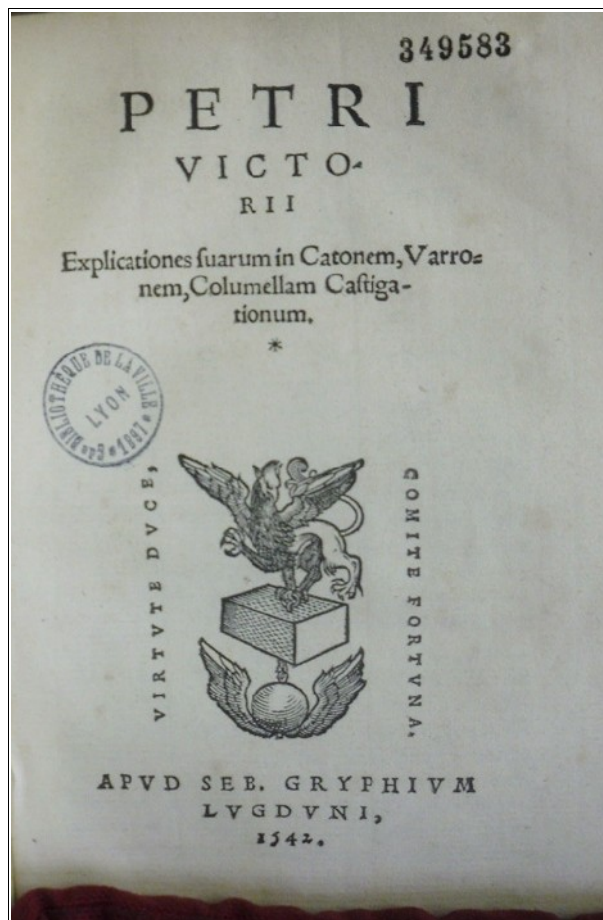 349583
PETRI
VICTO-
RII
Explicationes ſuarum in Catonem, Varro=
nem, Columellam Caſtiga-
tionum.
*
BIBLIOTHÈQUE DE LA VILLE
LYON
* 1897 *
VIRTVTE DVCE,
COMITE FORTVNA.
APVD SEB. GRYPHIVM
LVGDVNI,
1542.